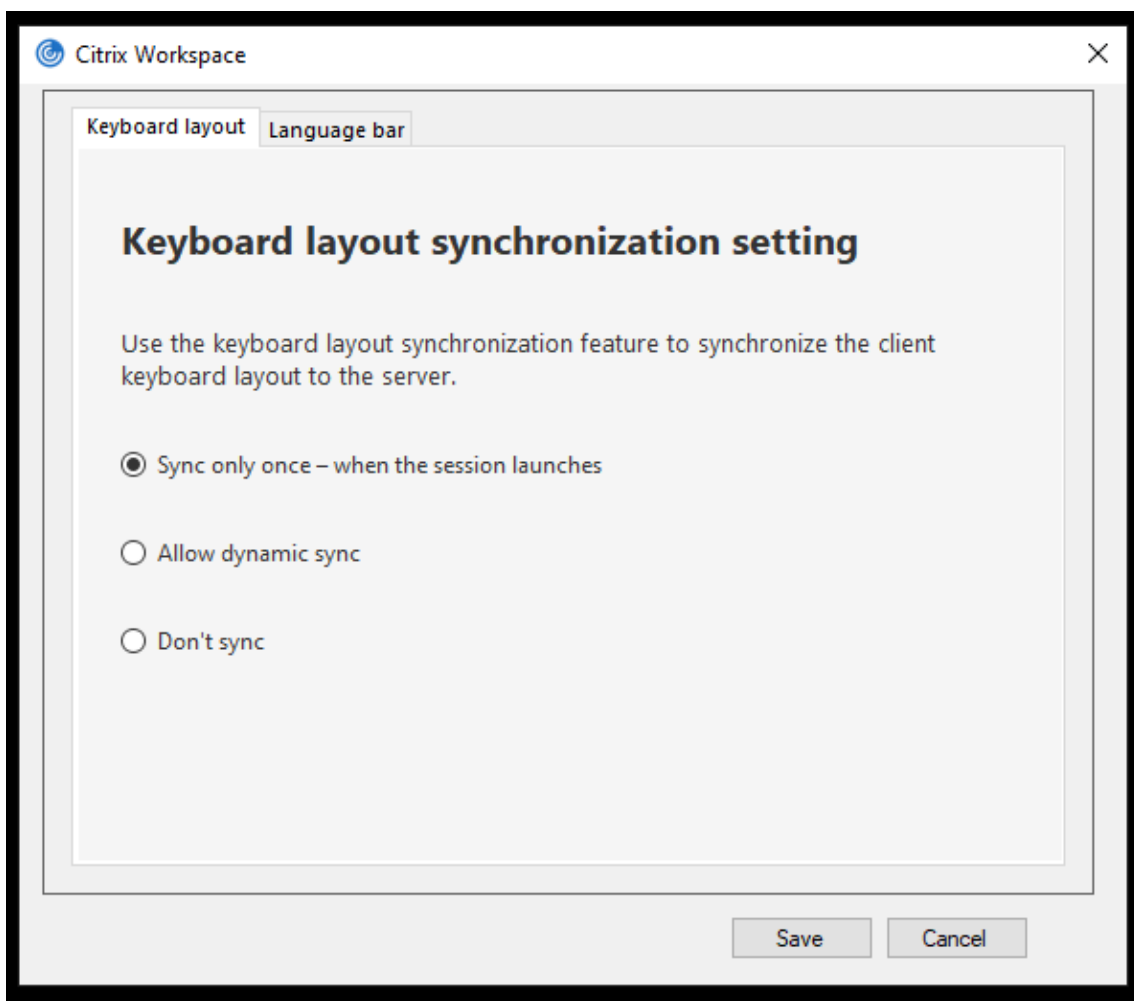 Citrix Workspace
Keyboard layout
Language bar
Keyboard layout synchronization setting
Use the keyboard layout synchronization feature to synchronize the client
keyboard layout to the server.
Sync only once – when the session launches
Allow dynamic sync
Don't sync
Save
Cancel